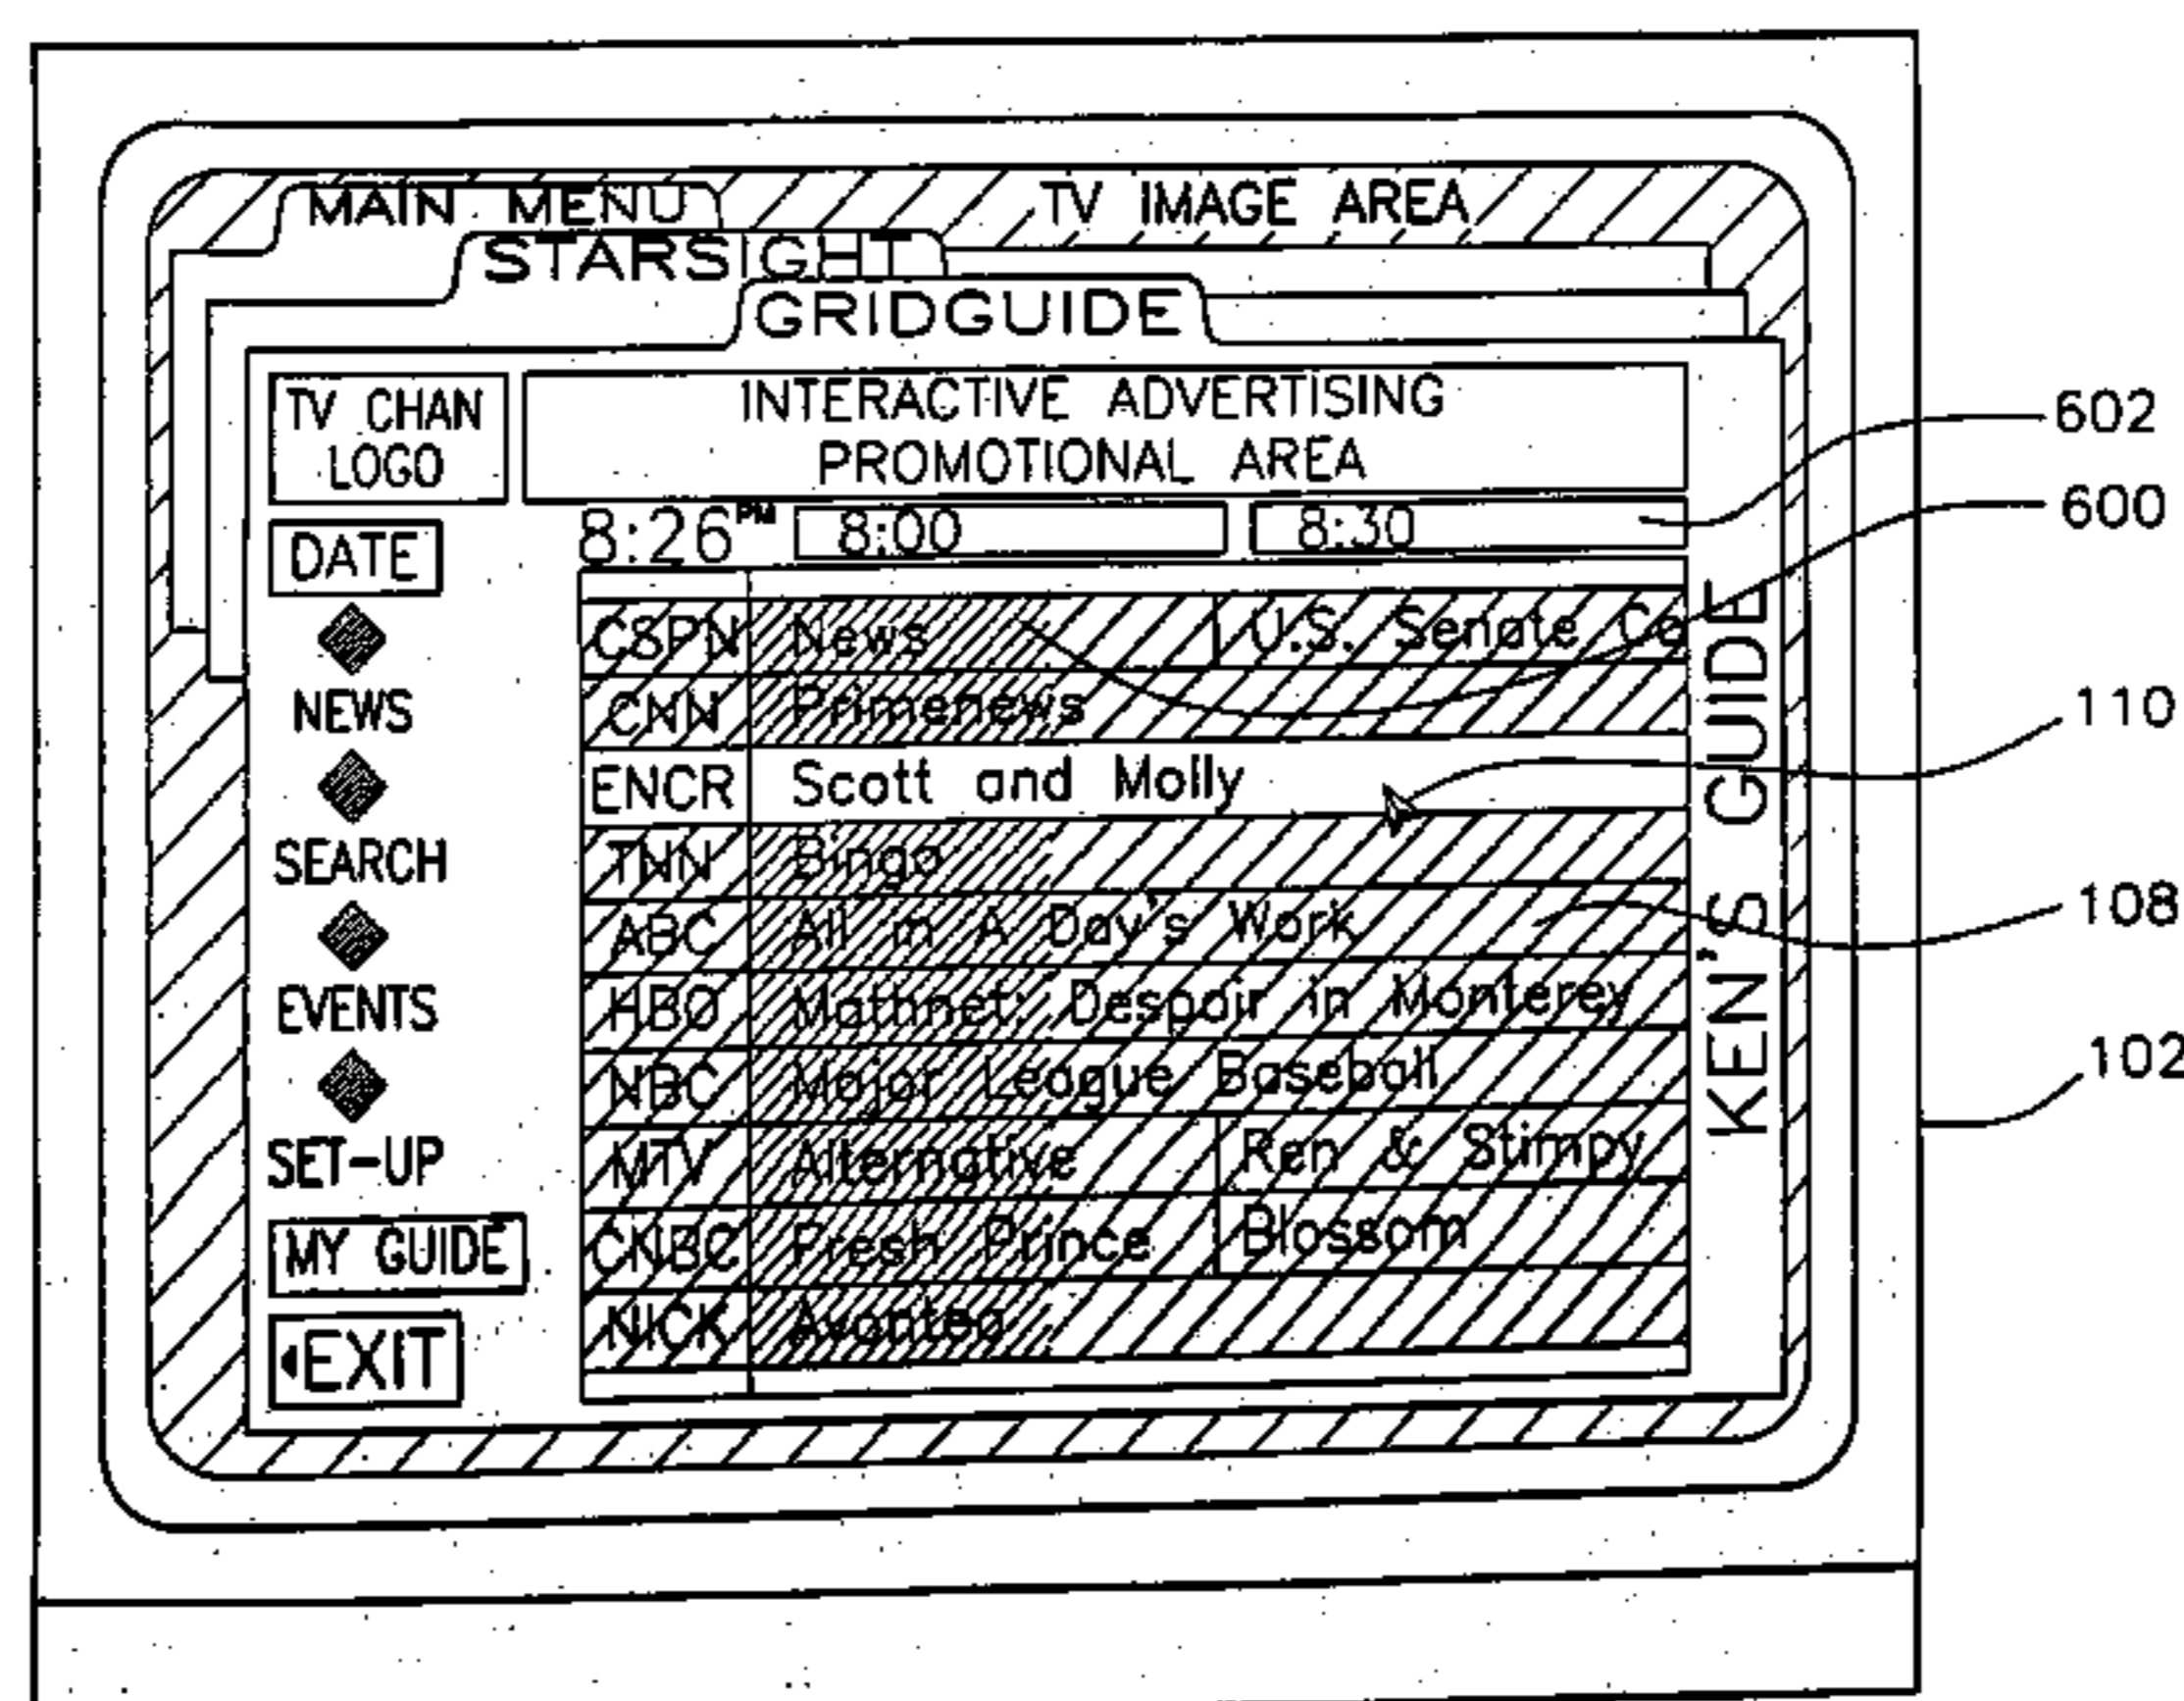 MAIN MENU
TV IMAGE AREA
STARSIGHT
GRIDGUIDE
TV CHAN
LOGO
INTERACTIVE ADVERTISING
PROMOTIONAL AREA
602
8:26 PM 8:00 8:30
600
DATE
CSPN News U.S. Senate Co
NEWS
CNN Primenews
110
ENCR Scott and Molly
SEARCH
TNN Bingo
108
ABC All in A Day's Work
EVENTS
HBO Mathnet: Despair in Monterey
102
NBC Major League Baseball
SET-UP
MTV Alternative Ren & Stimpy
MY GUIDE
CNBC Fresh Prince Blossom
NICK Avonlea
EXIT
KEN'S GUIDE